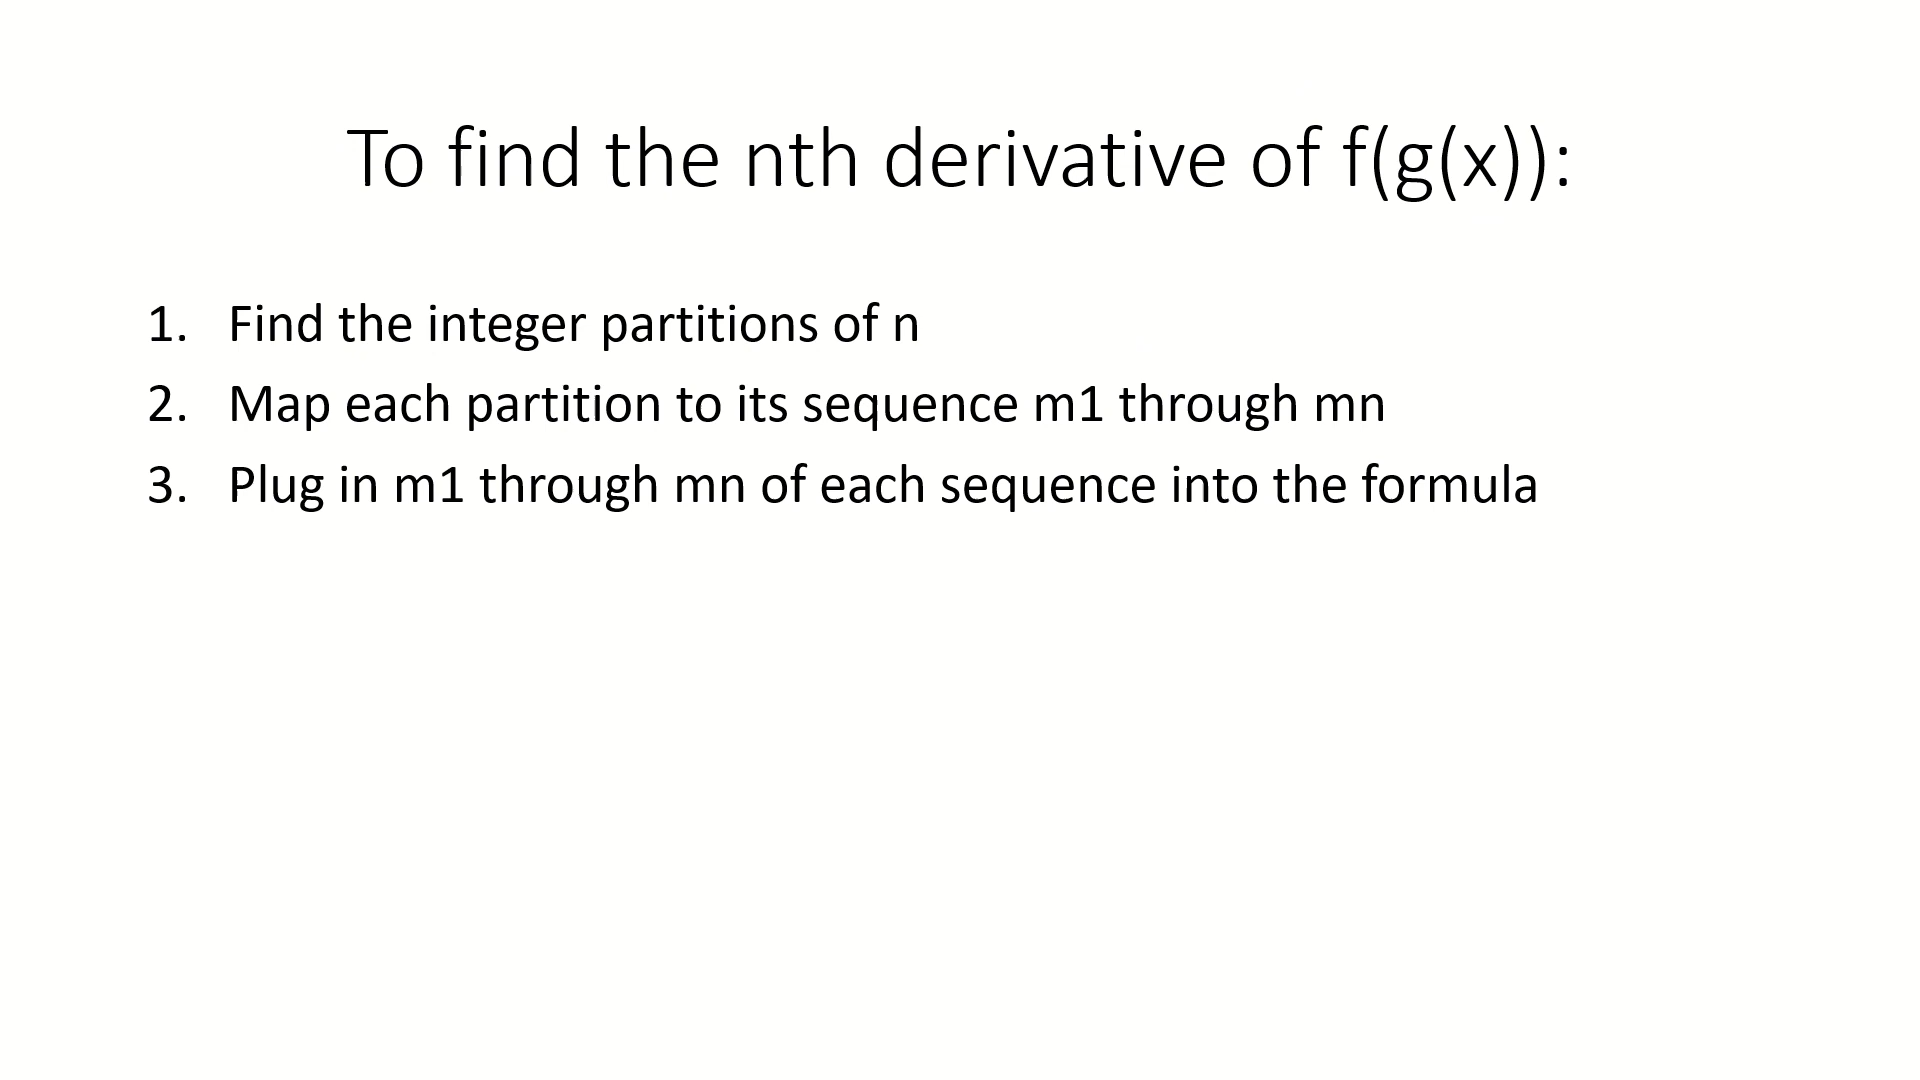 To find the nth derivative of f(g(x)):
1. Find the integer partitions of n
2. Map each partition to its sequence m1 through mn
3. Plug in m1 through mn of each sequence into the formula